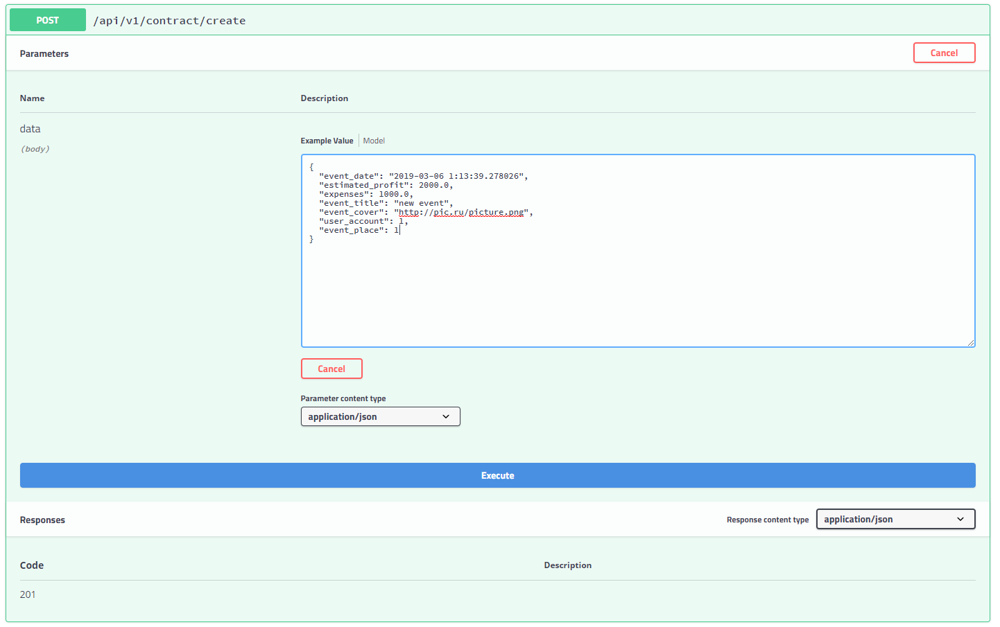 POST /api/v1/contract/create
Parameters
Cancel
Name Description
data
(body)
Example Value Model
{
"event_date": "2019-03-06 1:13:39.278026",
"estimated_profit": 2000.0,
"expenses": 1000.0,
"event_title": "new event",
"event_cover": "http://pic.ru/picture.png",
"user_account": 1,
"event_place": 1
}
Cancel
Parameter content type
application/json
Execute
Responses Response content type application/json
Code Description
201